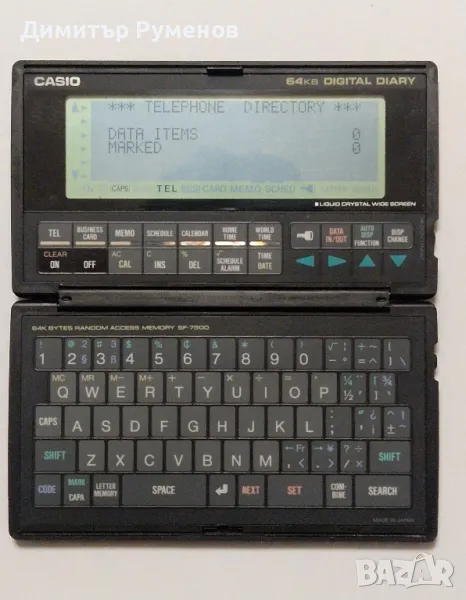 Димитър Руменов
CASIO 64KB DIGITAL DIARY
*** TELEPHONE DIRECTORY ***
DATA ITEMS 0
MARKED 0
CAPS TEL BUSI CARD MEMO SCHED LETTER
LIQUID CRYSTAL WIDE SCREEN
TEL BUSINESS CARD MEMO SCHEDULE CALENDAR HOME TIME WORLD TIME DATA IN/OUT AUTO DISP FUNCTION DISP CHANGE
CLEAR
ON OFF AC CAL C INS % DEL √ SCHEDULE ALARM TIME DATE
64K BYTES RANDOM ACCESS MEMORY SF-7500
1 2 3 4 5 6 7 8 9 0
MC MR M- M+ ÷ × - + =
Q W E R T Y U I O P
CAPS A S D F G H J K L
SHIFT Z X C V B N M SHIFT
CODE MARK CAPA LETTER MEMORY SPACE NEXT SET COM-BINE SEARCH
MADE IN JAPAN
BAZAR